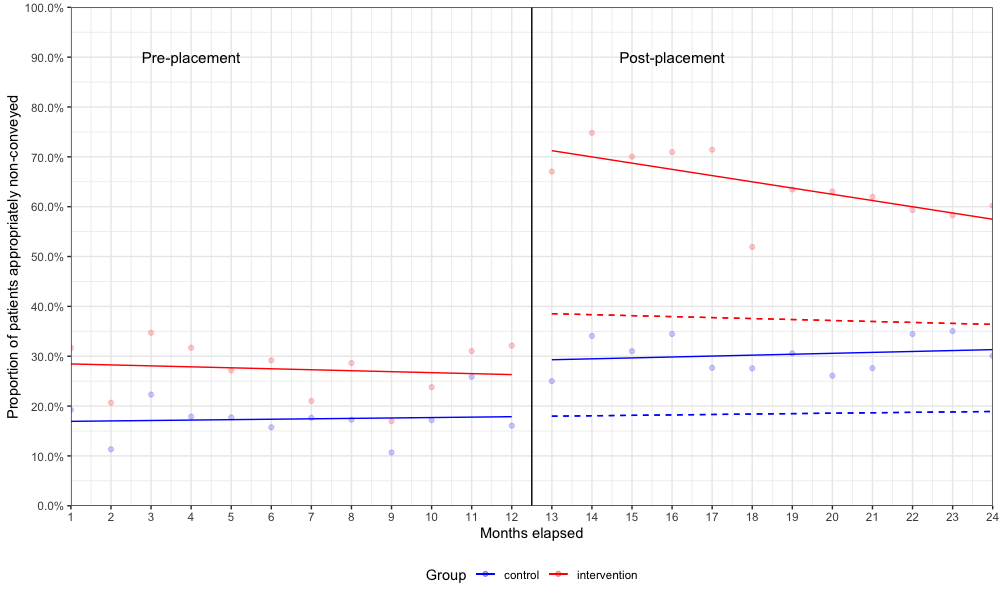 100.0%
90.0%
80.0%
70.0%
60.0%
50.0%
40.0%
30.0%
20.0%
10.0%
0.0%
Proportion of patients appropriately non-conveyed
Pre-placement
Post-placement
1 2 3 4 5 6 7 8 9 10 11 12 13 14 15 16 17 18 19 20 21 22 23 24
Months elapsed
Group control intervention